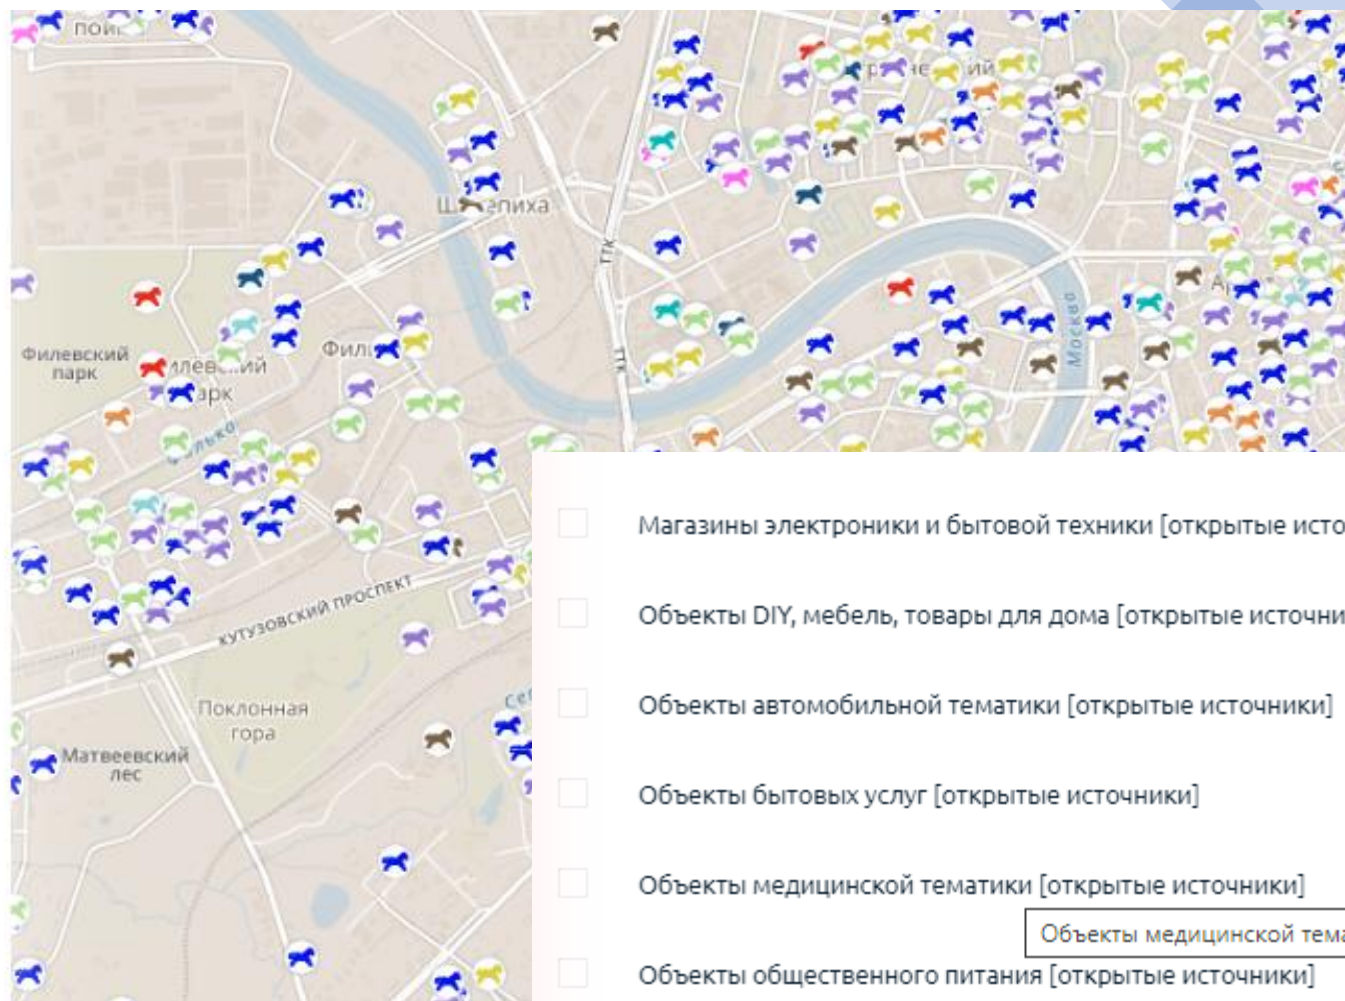 Филевский
парк
ТТК
ТТК
Москва
КУТУЗОВСКИЙ ПРОСПЕКТ
Поклонная
гора
Матвеевский
лес
Магазины электроники и бытовой техники [открытые исто
Объекты DIY, мебель, товары для дома [открытые источни
Объекты автомобильной тематики [открытые источники]
Объекты бытовых услуг [открытые источники]
Объекты медицинской тематики [открытые источники]
Объекты медицинской тема
Объекты общественного питания [открытые источники]